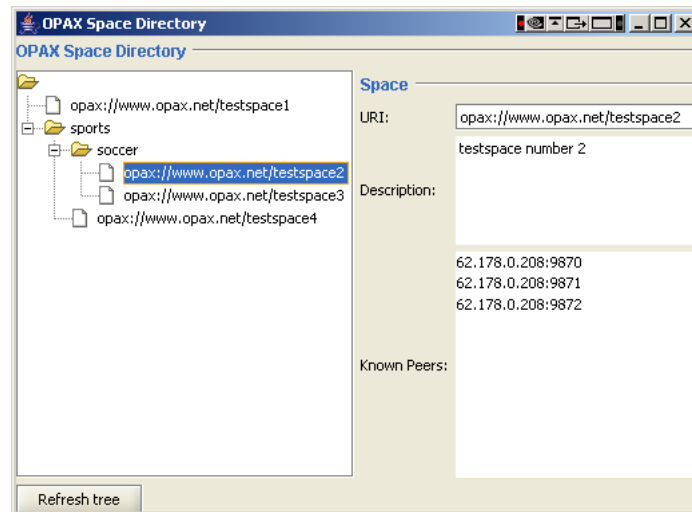 OPAX Space Directory
OPAX Space Directory
opax://www.opax.net/testspace1
sports
soccer
opax://www.opax.net/testspace2
opax://www.opax.net/testspace3
opax://www.opax.net/testspace4
Space
URI: opax://www.opax.net/testspace2
testspace number 2
Description:
62.178.0.208:9870
62.178.0.208:9871
62.178.0.208:9872
Known Peers:
Refresh tree